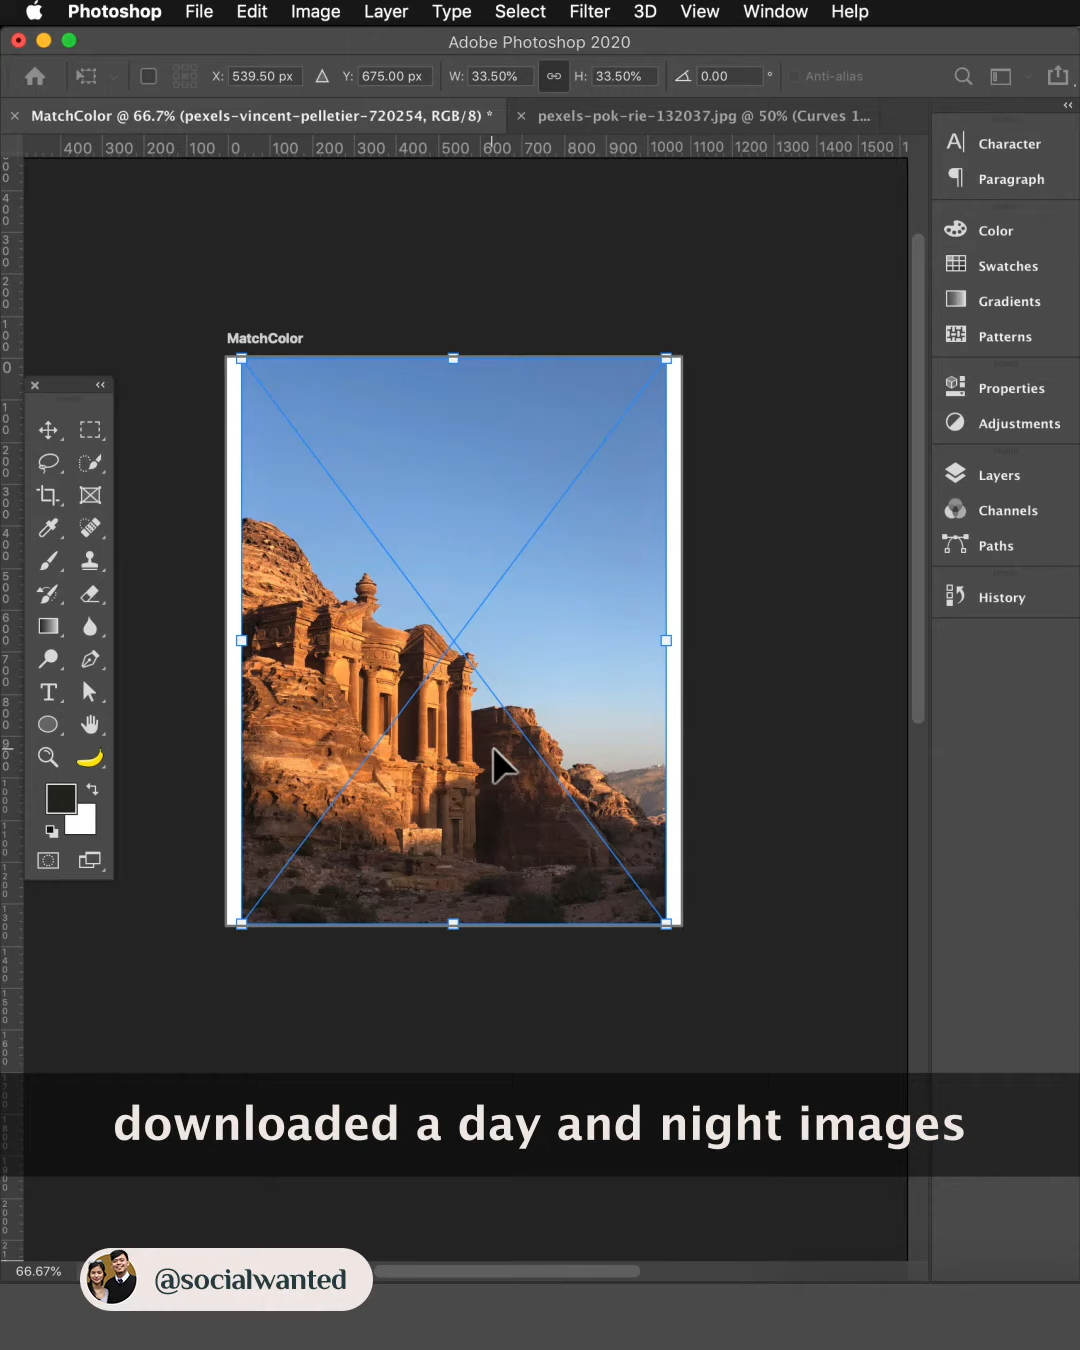 Photoshop File Edit Image Layer Type Select Filter 3D View Window Help
Adobe Photoshop 2020
X: 539.50 px Y: 675.00 px W: 33.50% H: 33.50% 0.00 ° Anti-alias
MatchColor @ 66.7% (pexels-vincent-pelletier-720254, RGB/8) * pexels-pok-rie-132037.jpg @ 50% (Curves 1...
400 300 200 100 0 100 200 300 400 500 600 700 800 900 1000 1100 1200 1300 1400 1500 1
Character
Paragraph
Color
Swatches
Gradients
Patterns
Properties
Adjustments
Layers
Channels
Paths
History
MatchColor
downloaded a day and night images
66.67%
@socialwanted